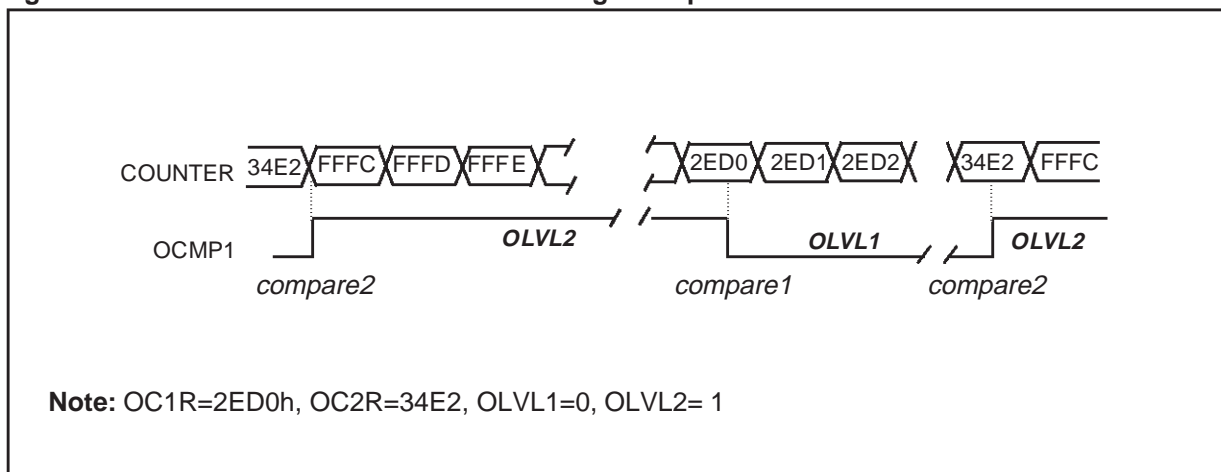 COUNTER 34E2 FFFC FFFD FFFE 2ED0 2ED1 2ED2 34E2 FFFC
OCMP1 OLVL2 OLVL1 OLVL2
compare2 compare1 compare2
Note: OC1R=2ED0h, OC2R=34E2, OLVL1=0, OLVL2= 1